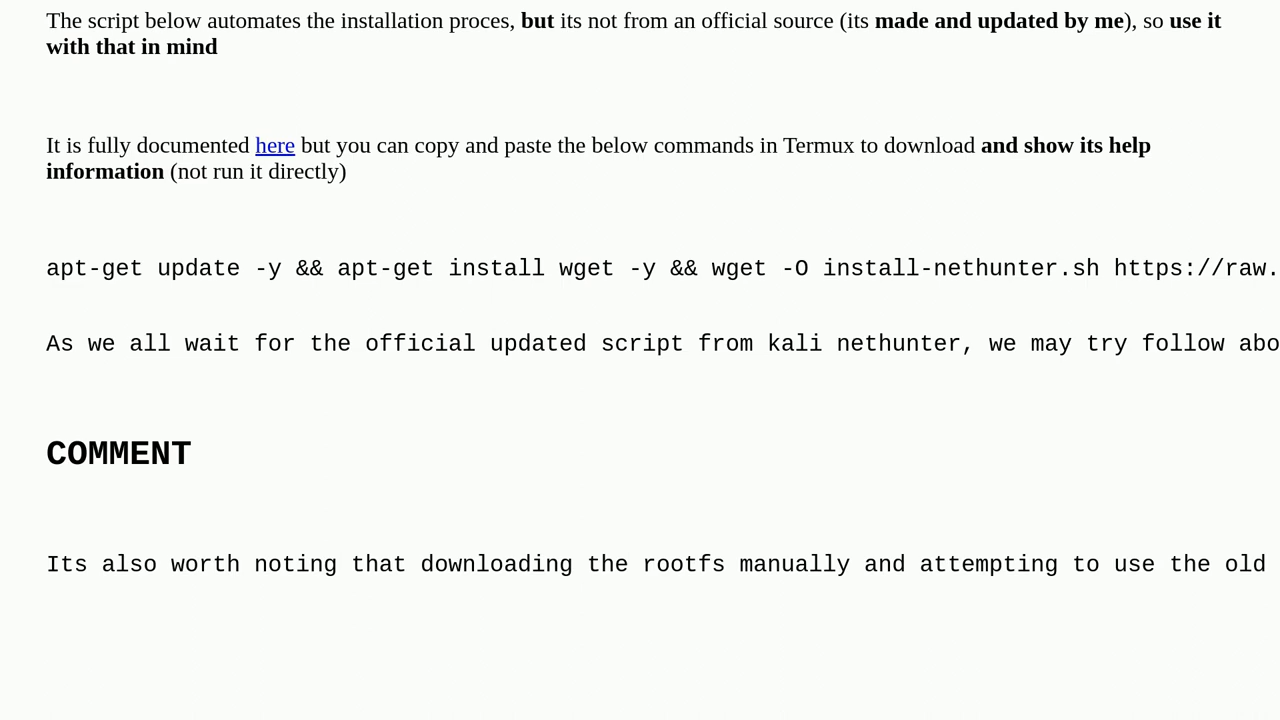 The script below automates the installation proces, but its not from an official source (its made and updated by me), so use it
with that in mind
It is fully documented here but you can copy and paste the below commands in Termux to download and show its help
information (not run it directly)
apt-get update -y && apt-get install wget -y && wget -O install-nethunter.sh https://raw.
As we all wait for the official updated script from kali nethunter, we may try follow abo
COMMENT
Its also worth noting that downloading the rootfs manually and attempting to use the old